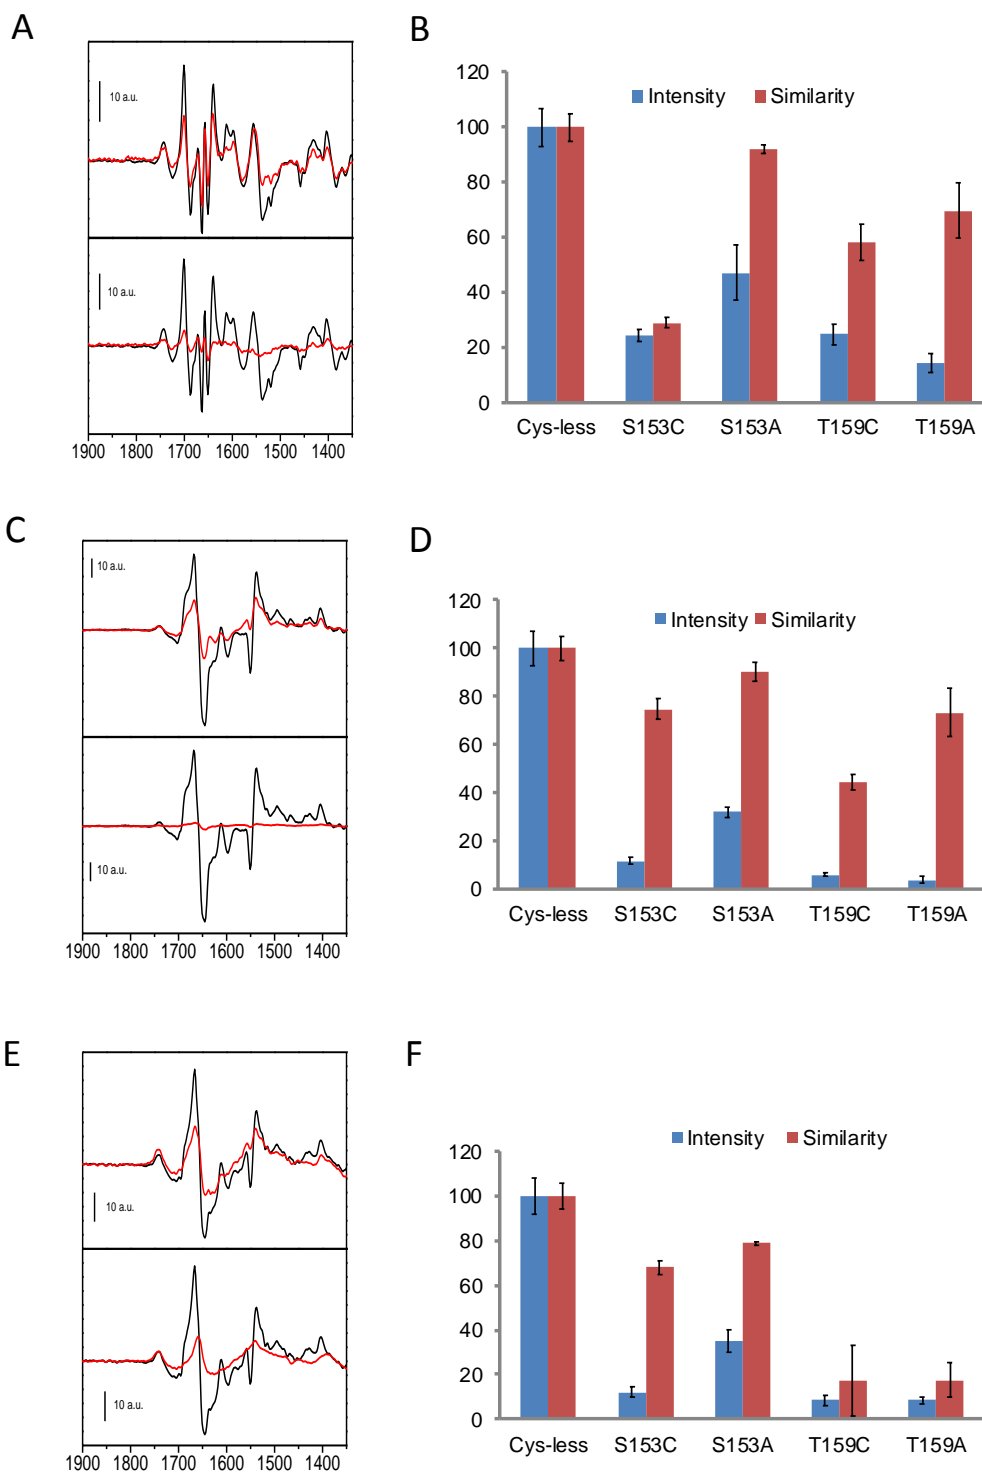 A
10 a.u.
10 a.u.
1900 1800 1700 1600 1500 1400
B
120
100
80
60
40
20
0
Intensity Similarity
Cys-less S153C S153A T159C T159A
C
10 a.u.
10 a.u.
1900 1800 1700 1600 1500 1400
D
120
100
80
60
40
20
0
Intensity Similarity
Cys-less S153C S153A T159C T159A
E
10 a.u.
10 a.u.
1900 1800 1700 1600 1500 1400
F
120
100
80
60
40
20
0
Intensity Similarity
Cys-less S153C S153A T159C T159A